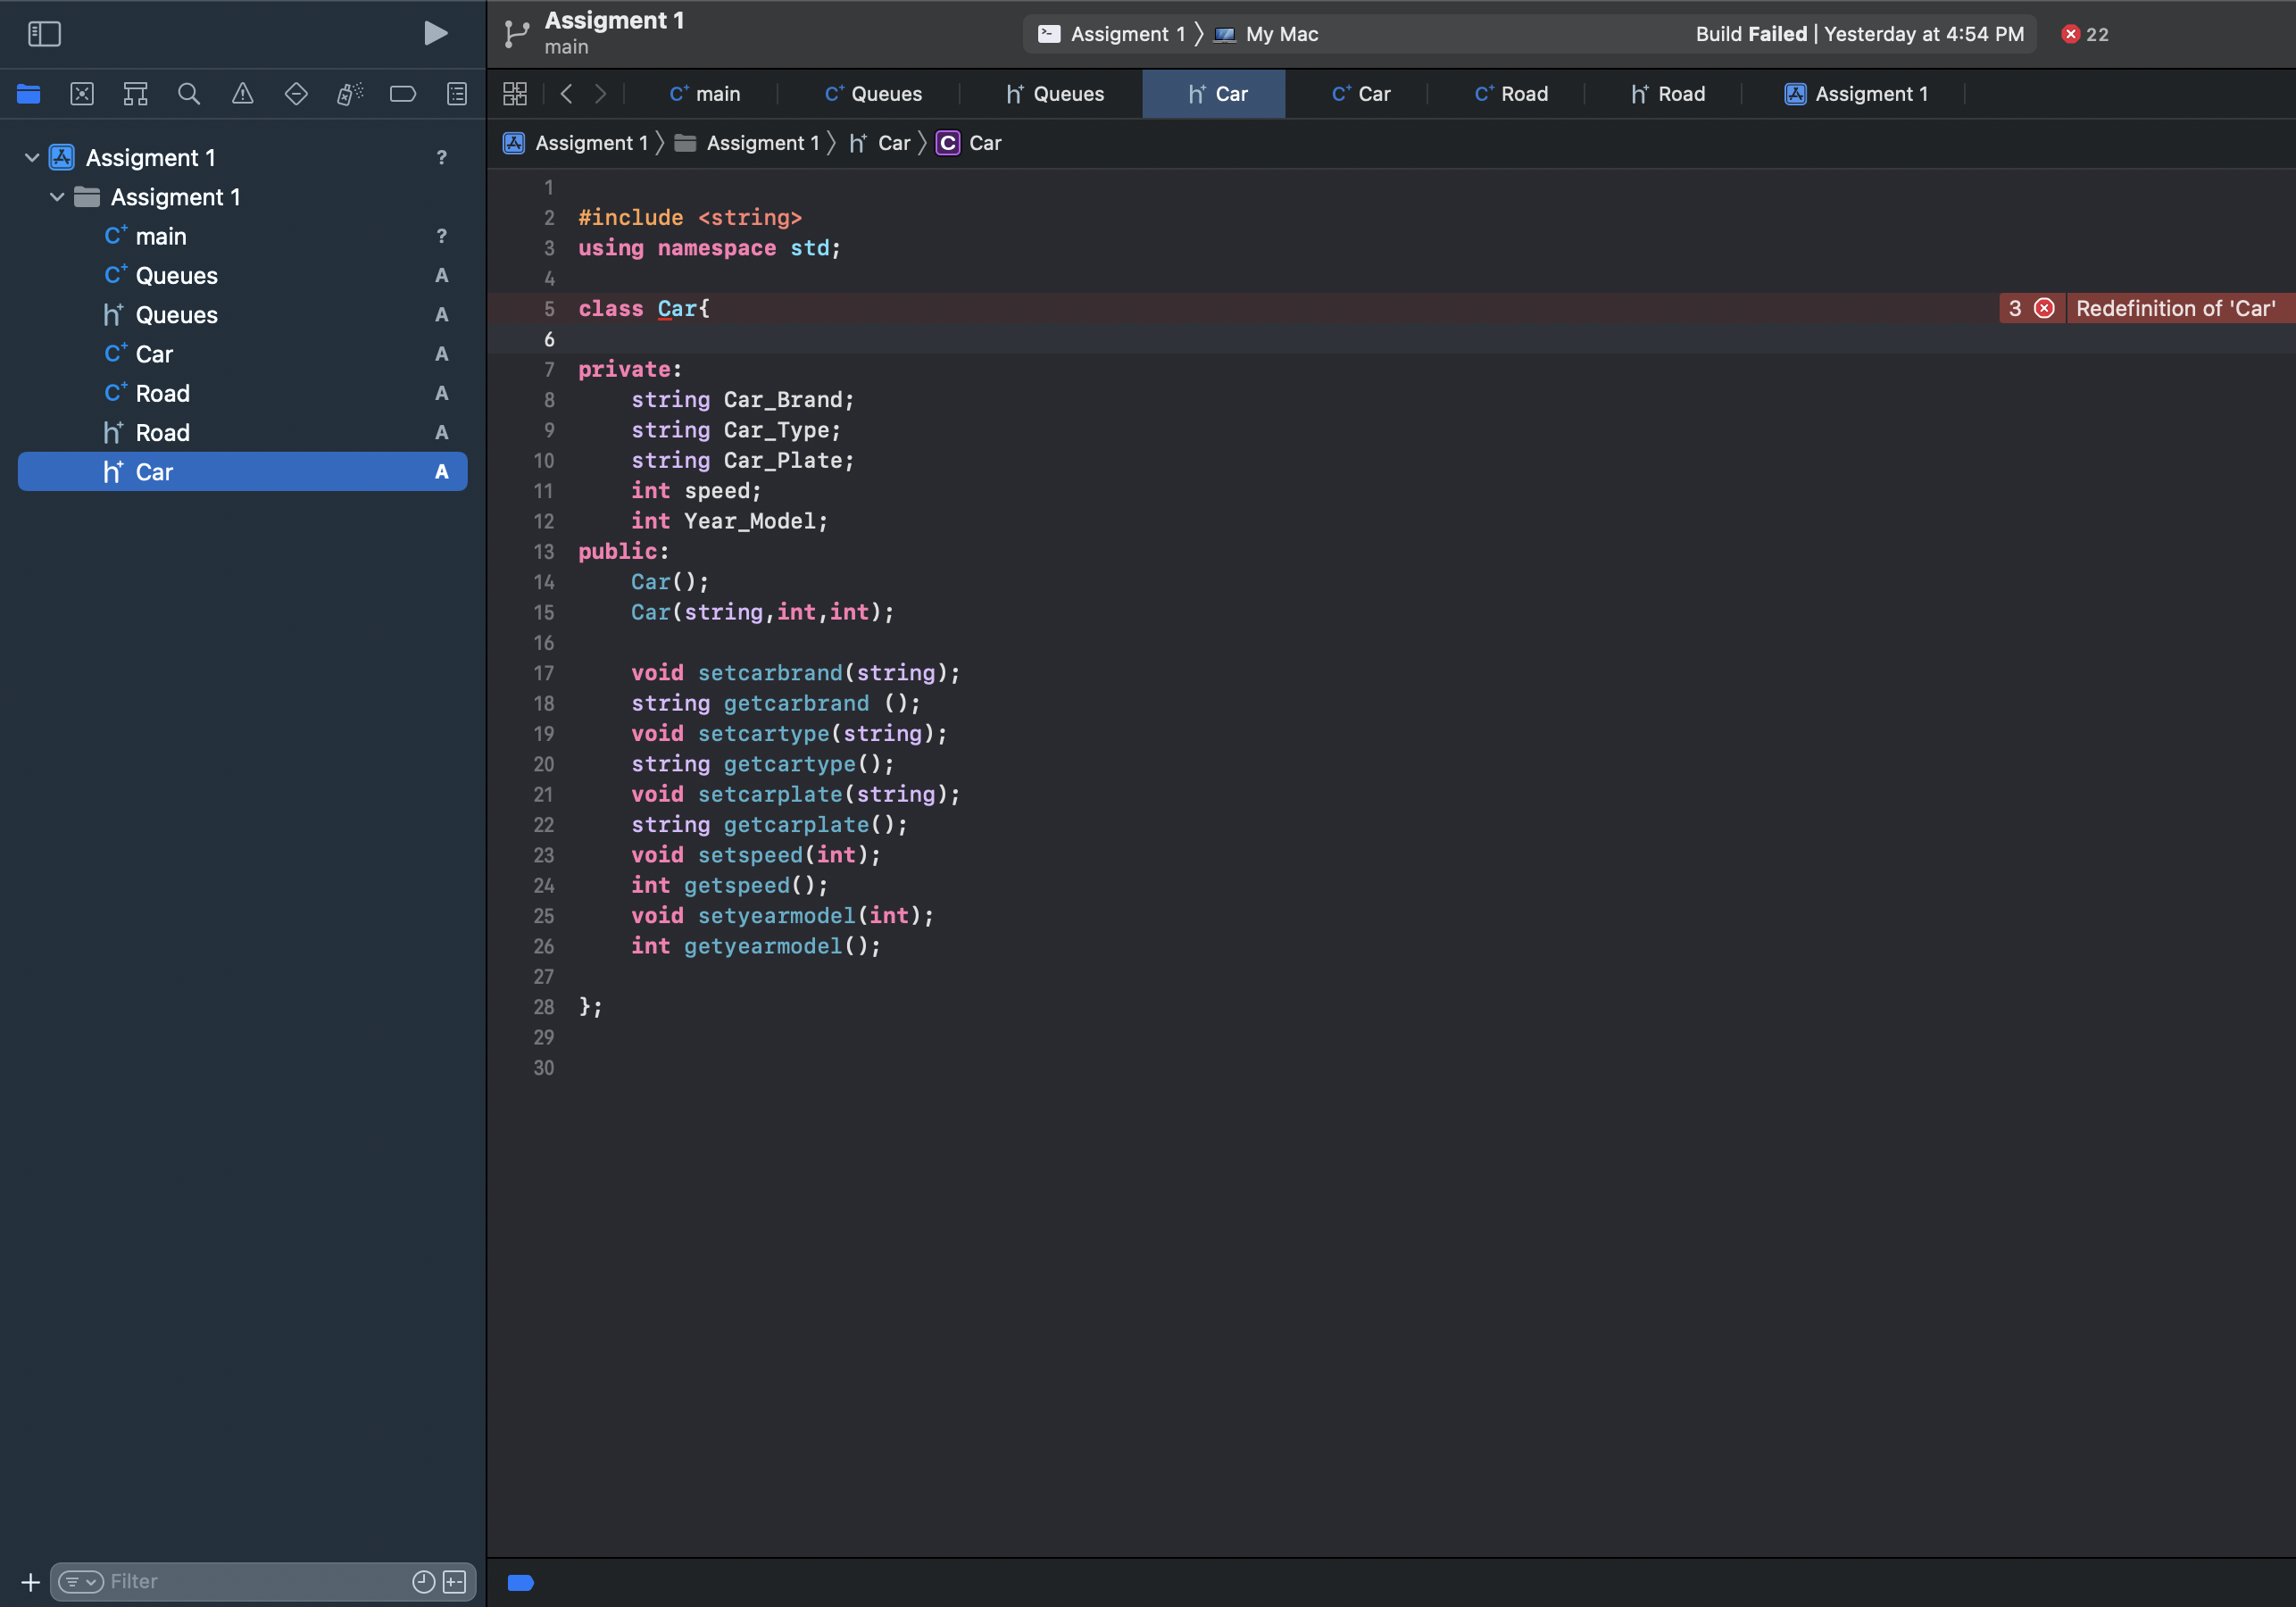 Assigment 1
main
Assigment 1 My Mac
Build Failed | Yesterday at 4:54 PM
22
main
Queues
Queues
Car
Car
Road
Road
Assigment 1
Assigment 1
Assigment 1
Car
C Car
Assigment 1 ?
Assigment 1
main ?
Queues A
Queues A
Car A
Road A
Road A
Car A
1
2 #include <string>
3 using namespace std;
4
5 class Car{
3 Redefinition of 'Car'
6
7 private:
8 string Car_Brand;
9 string Car_Type;
10 string Car_Plate;
11 int speed;
12 int Year_Model;
13 public:
14 Car();
15 Car(string,int,int);
16
17 void setcarbrand(string);
18 string getcarbrand ();
19 void setcartype(string);
20 string getcartype();
21 void setcarplate(string);
22 string getcarplate();
23 void setspeed(int);
24 int getspeed();
25 void setyearmodel(int);
26 int getyearmodel();
27
28 };
29
30
Filter